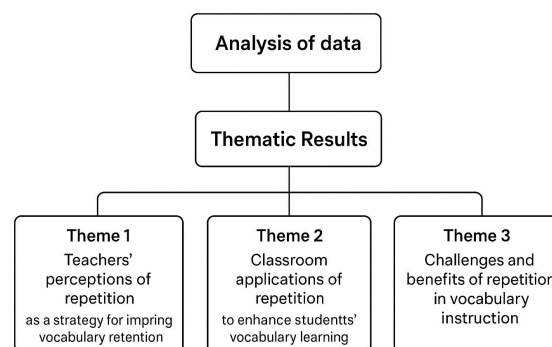 Analysis of data
Thematic Results
Theme 1
Teachers'
perceptions of
repetition
as a strategy for impring
vocabulary retention
Theme 2
Classroom
applications of
repetition
to enhance studentts'
vocabulary learning
Theme 3
Challenges and
benefits of repetition
in vocabulary
instruction